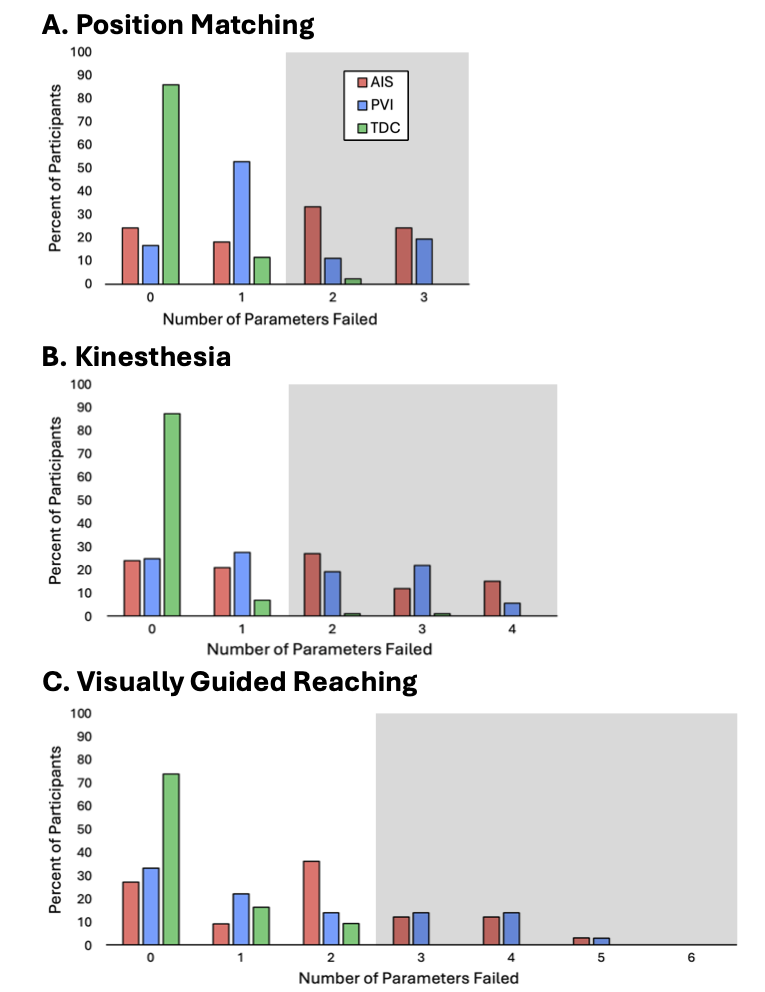 A. Position Matching
100
90
80
70
60
50
40
30
20
10
0
Percent of Participants
AIS
PVI
TDC
0 1 2 3
Number of Parameters Failed
B. Kinesthesia
100
90
80
70
60
50
40
30
20
10
0
Percent of Participants
0 1 2 3 4
Number of Parameters Failed
C. Visually Guided Reaching
100
90
80
70
60
50
40
30
20
10
0
Percent of Participants
0 1 2 3 4 5 6
Number of Parameters Failed